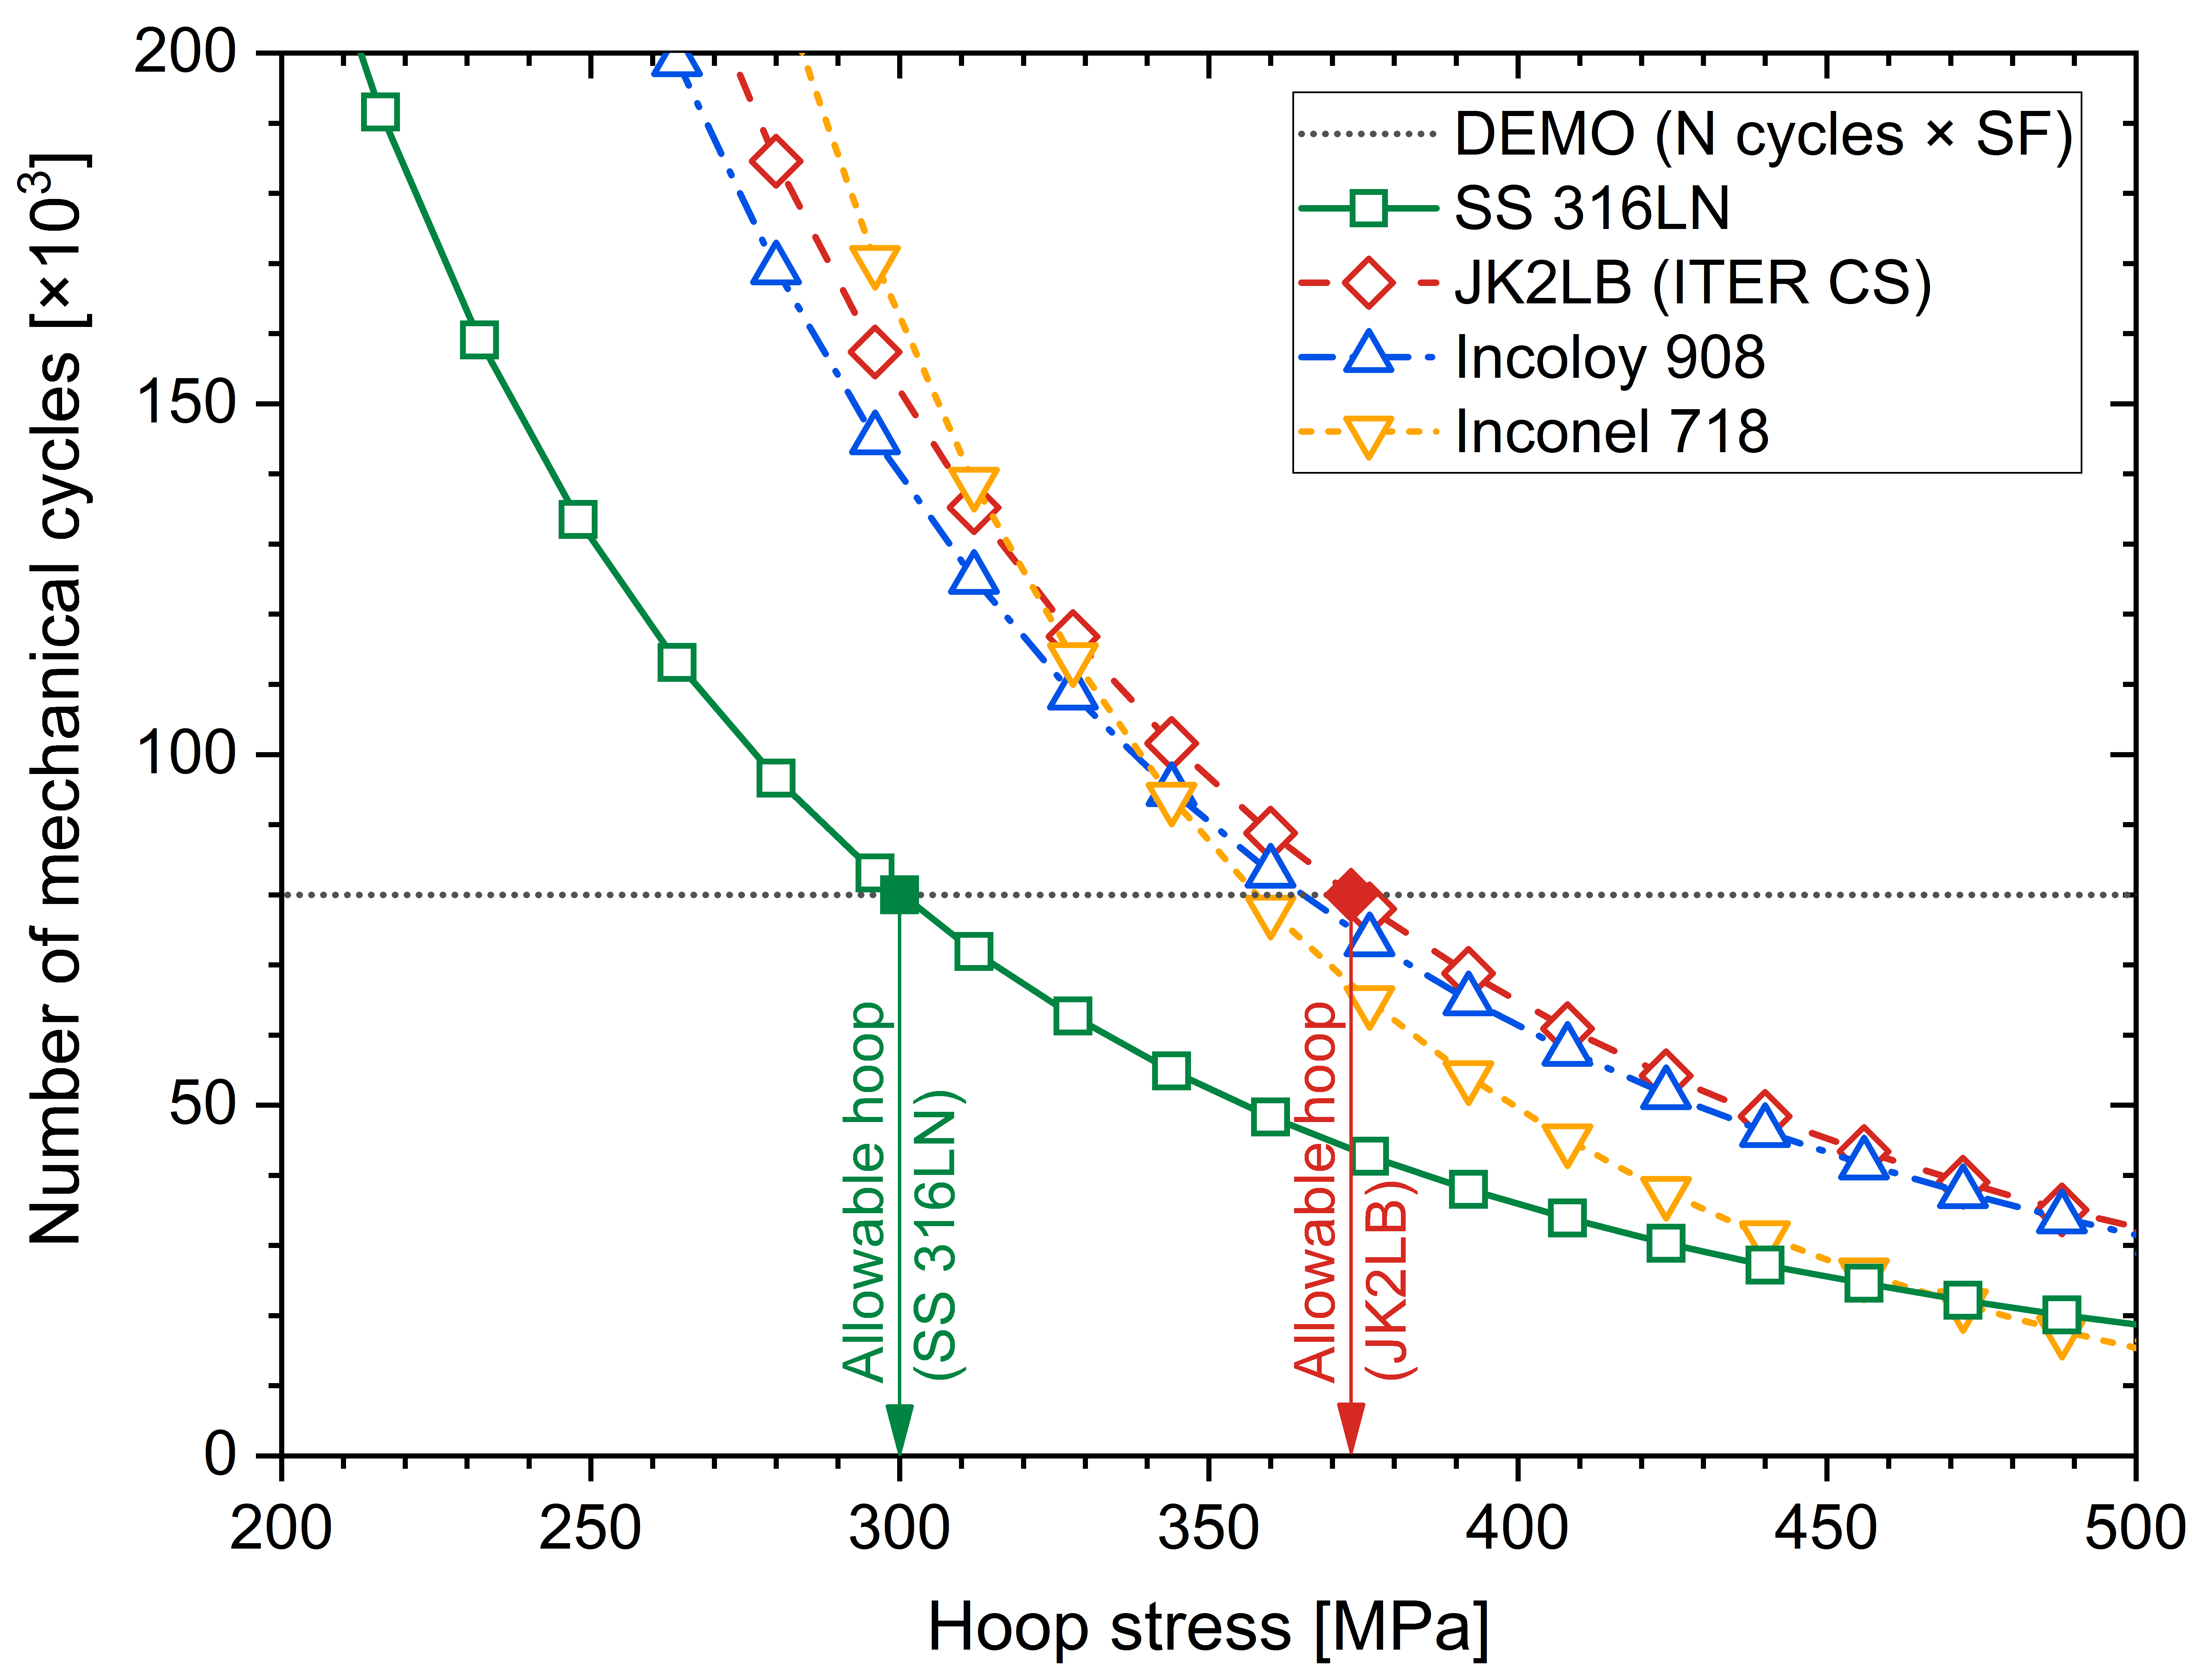 Number of mechanical cycles [×10³]
200
150
100
50
0
DEMO (N cycles × SF)
SS 316LN
JK2LB (ITER CS)
Incoloy 908
Inconel 718
Allowable hoop
(SS 316LN)
Allowable hoop
(JK2LB)
200 250 300 350 400 450 500
Hoop stress [MPa]